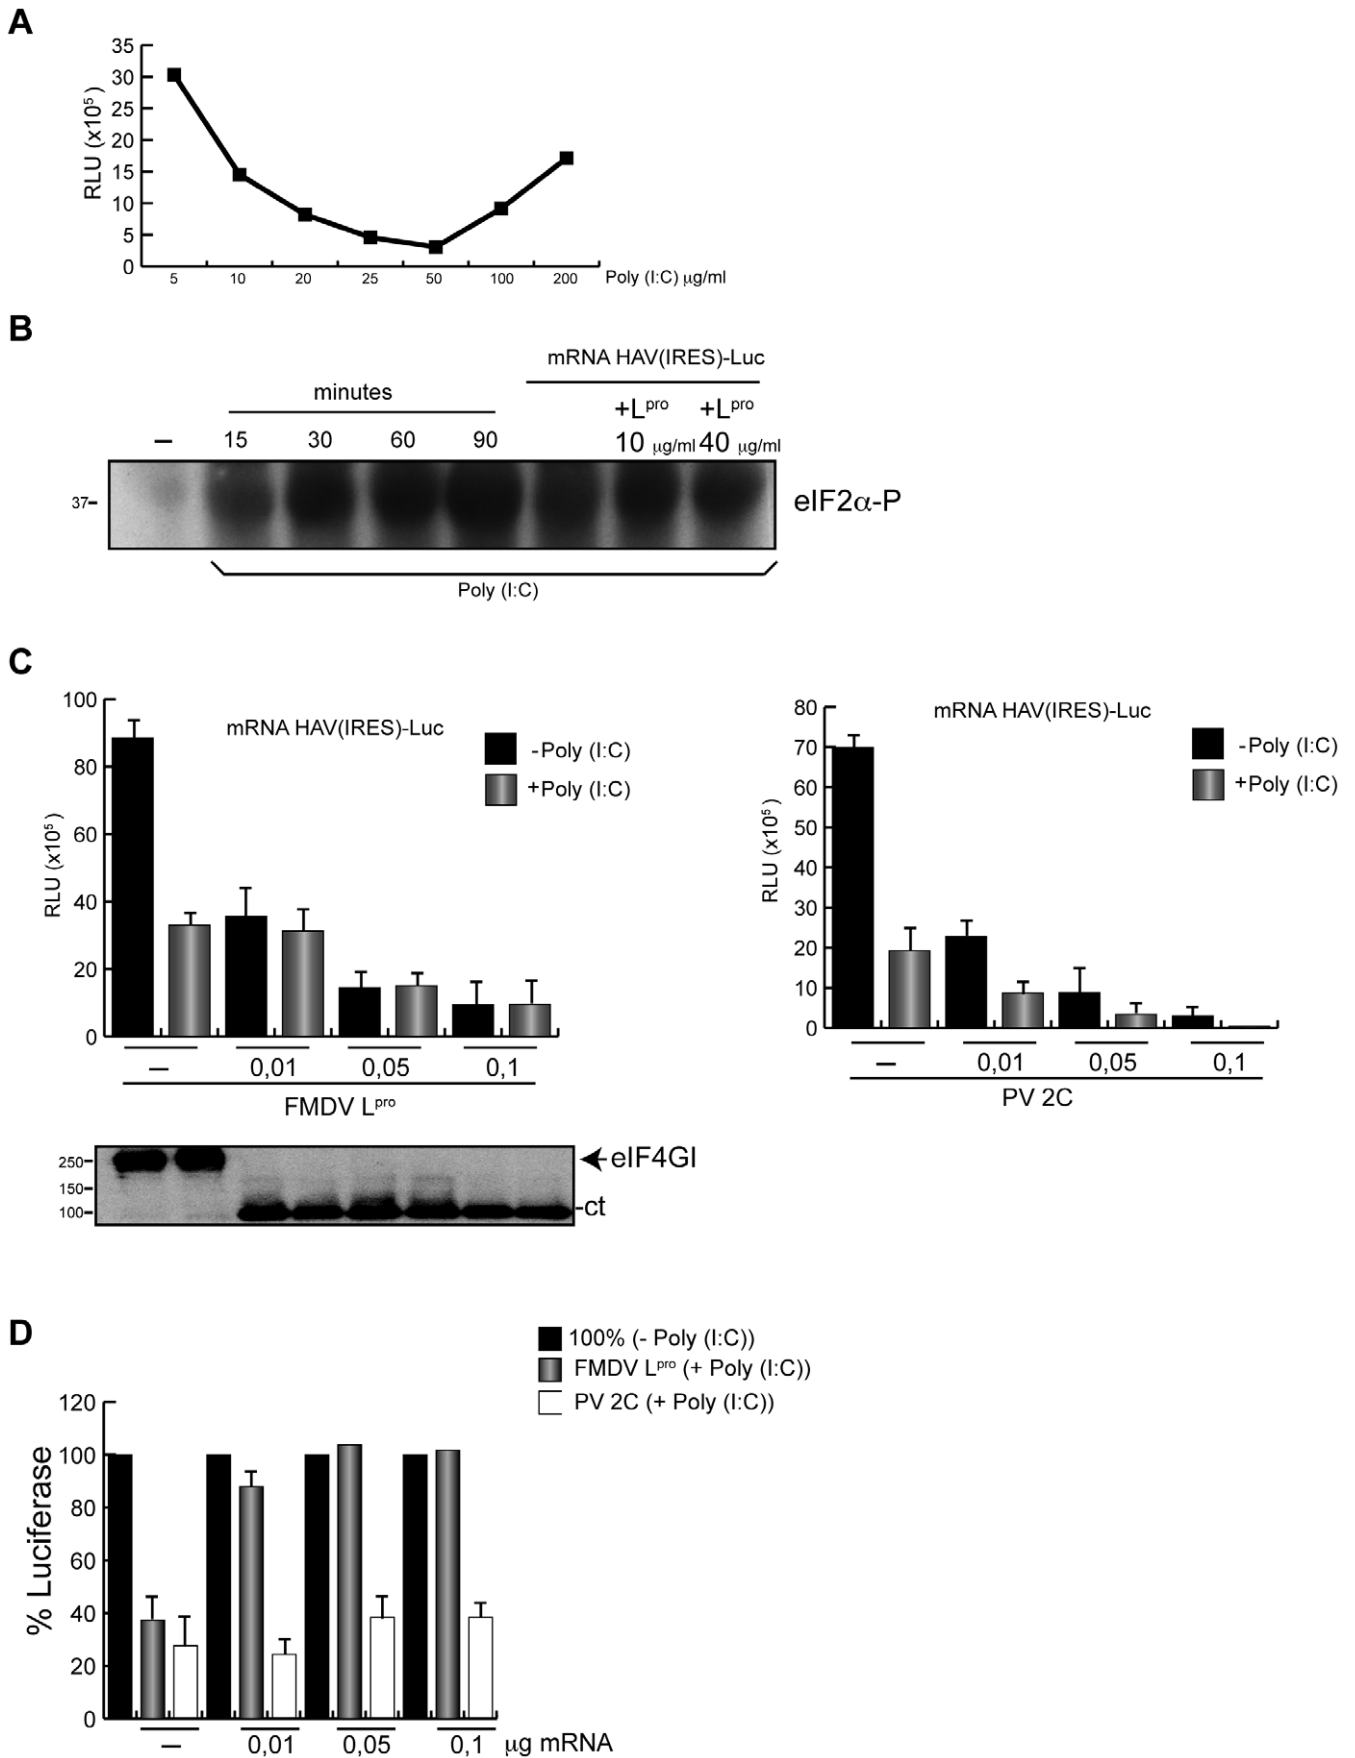 A
35
30
25
20
15
10
5
0
RLU (x10⁵)
5 10 20 25 50 100 200 Poly (I:C) μg/ml
B
mRNA HAV(IRES)-Luc
minutes
+Lᵖʳᵒ +Lᵖʳᵒ
– 15 30 60 90 10 μg/ml 40 μg/ml
37-
eIF2α-P
Poly (I:C)
C
100
80
60
40
20
0
RLU (x10⁵)
mRNA HAV(IRES)-Luc
-Poly (I:C)
+Poly (I:C)
– 0,01 0,05 0,1
FMDV Lᵖʳᵒ
250-
150-
100-
eIF4GI
-ct
80
70
60
50
40
30
20
10
0
RLU (x10⁵)
mRNA HAV(IRES)-Luc
-Poly (I:C)
+Poly (I:C)
– 0,01 0,05 0,1
PV 2C
D
100% (- Poly (I:C))
FMDV Lᵖʳᵒ (+ Poly (I:C))
PV 2C (+ Poly (I:C))
120
100
80
60
40
20
0
% Luciferase
– 0,01 0,05 0,1 μg mRNA